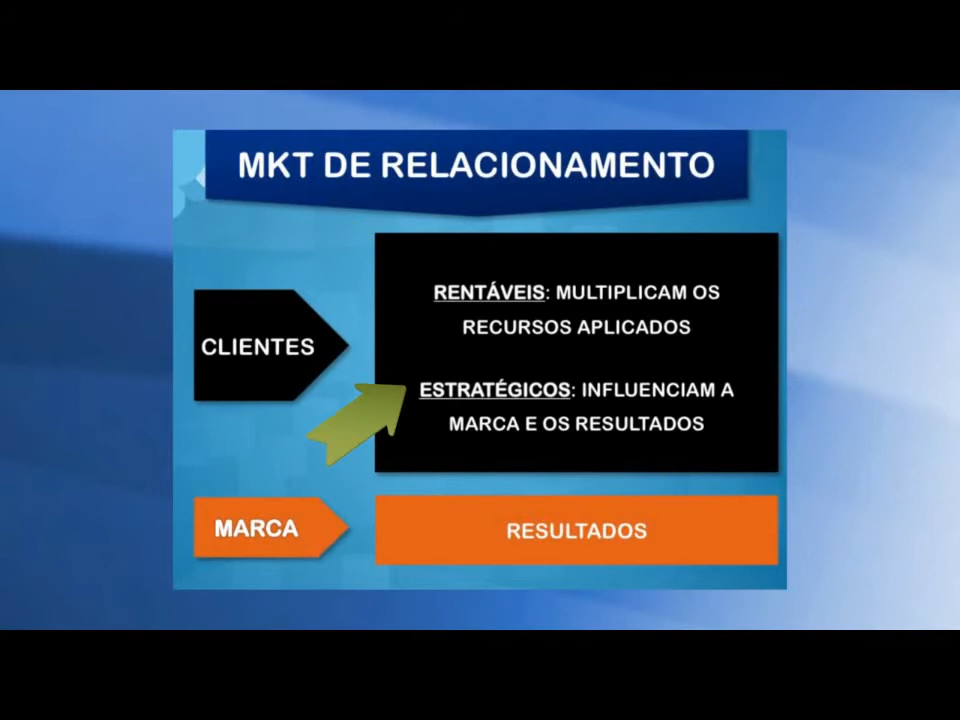 MKT DE RELACIONAMENTO
CLIENTES
RENTÁVEIS: MULTIPLICAM OS
RECURSOS APLICADOS
ESTRATÉGICOS: INFLUENCIAM A
MARCA E OS RESULTADOS
MARCA
RESULTADOS